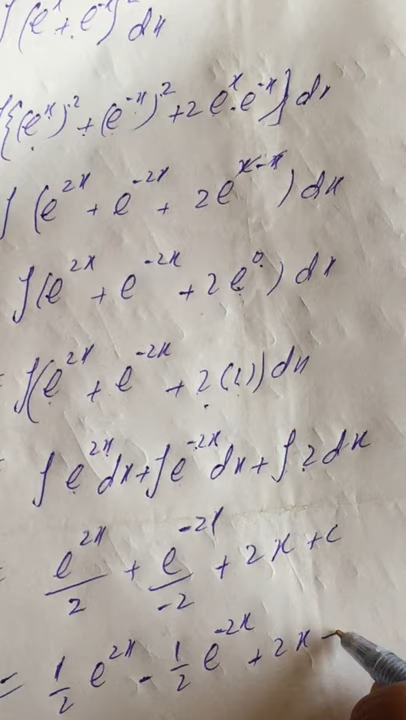 ∫(e^x + e^-x)^2 dx
∫{(e^x)^2 + (e^-x)^2 + 2 e^x. e^-x} dx
∫(e^2x + e^-2x + 2e^x-x) dx
∫(e^2x + e^-2x + 2e^0) dx
= ∫(e^2x + e^-2x + 2(1)) dx
= ∫ e^2x dx + ∫ e^-2x dx + ∫ 2 dx
= e^2x/2 + e^-2x/-2 + 2x + c
= 1/2 e^2x - 1/2 e^-2x + 2x